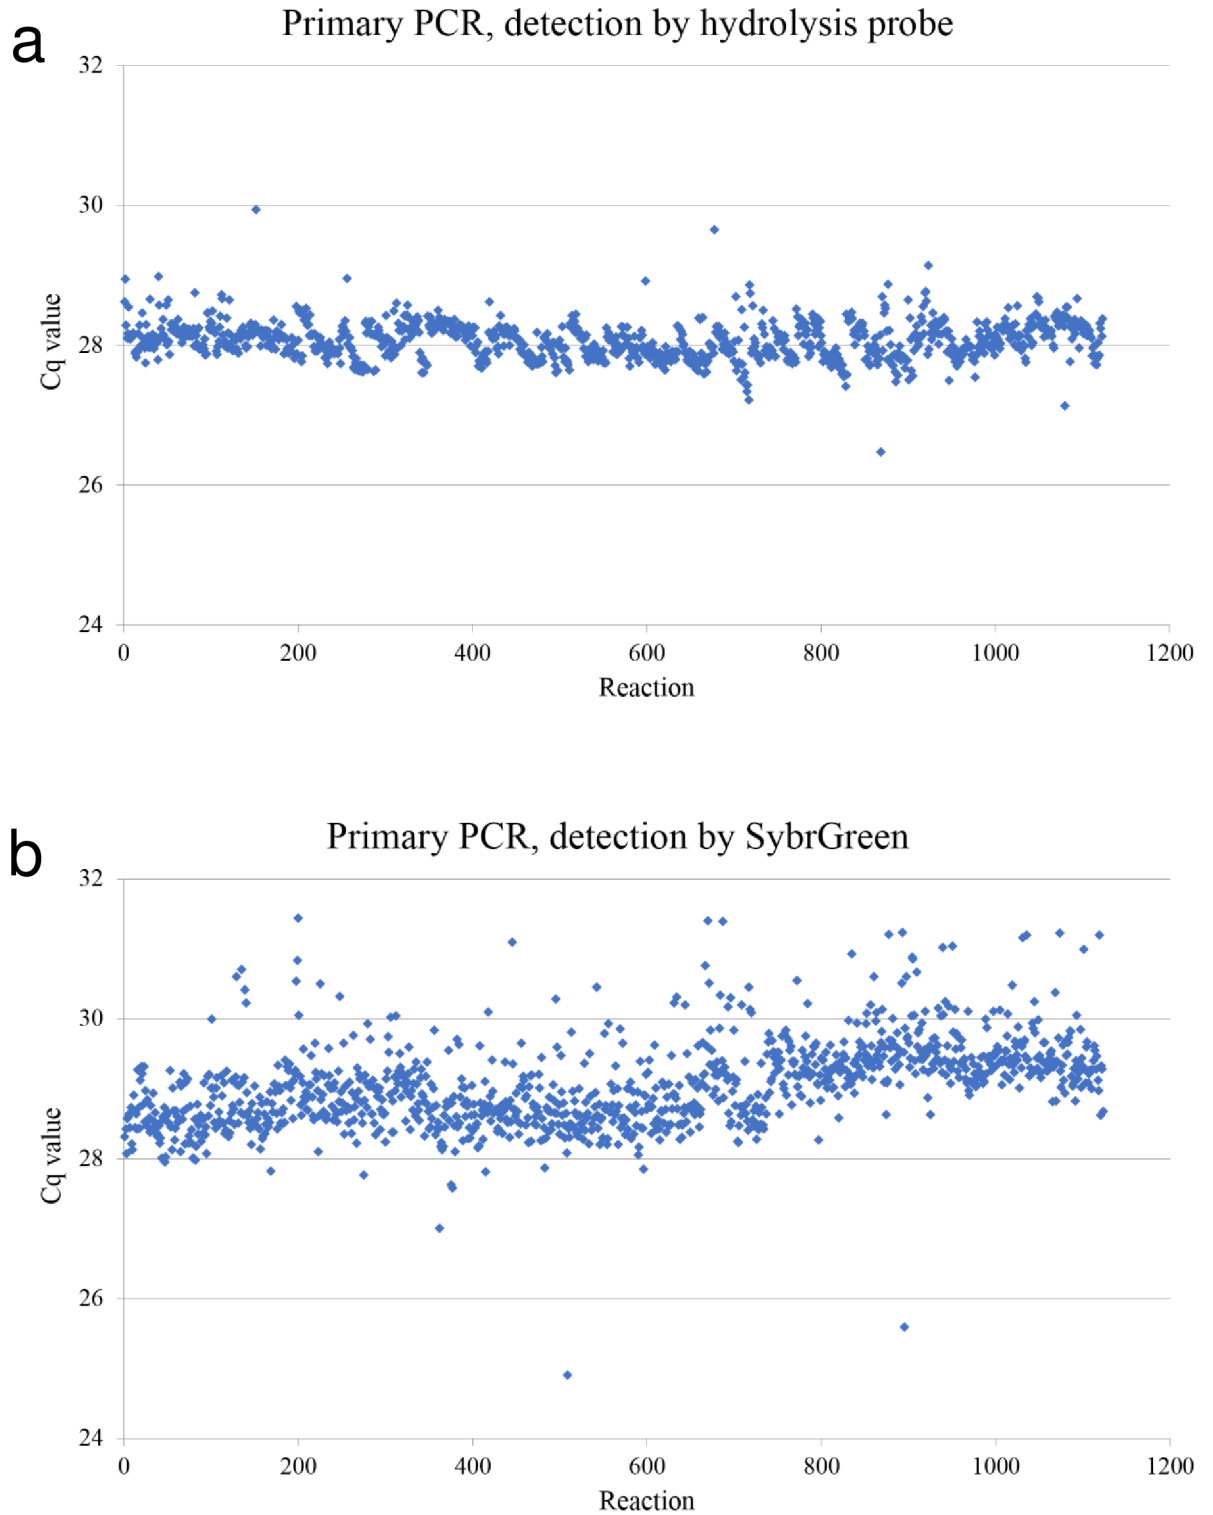 a
Primary PCR, detection by hydrolysis probe
32
30
28
26
24
Cq value
0 200 400 600 800 1000 1200
Reaction
b
Primary PCR, detection by SybrGreen
32
30
28
26
24
Cq value
0 200 400 600 800 1000 1200
Reaction